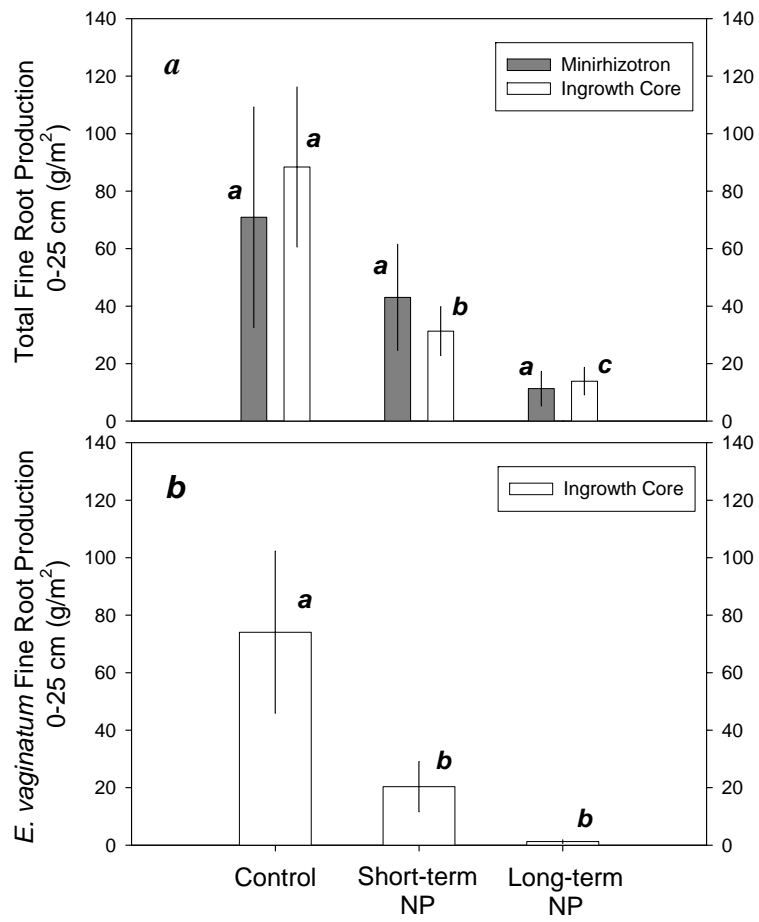 140 140
a
Minirhizotron
Ingrowth Core
120 120
100 100
80 80
60 60
40 40
20 20
0 0
a
a
a
b
a
c
Total Fine Root Production
0-25 cm (g/m²)
140 140
b
Ingrowth Core
120 120
100 100
80 80
60 60
40 40
20 20
0 0
a
b
b
E. vaginatum Fine Root Production
0-25 cm (g/m²)
Control
Short-term
NP
Long-term
NP